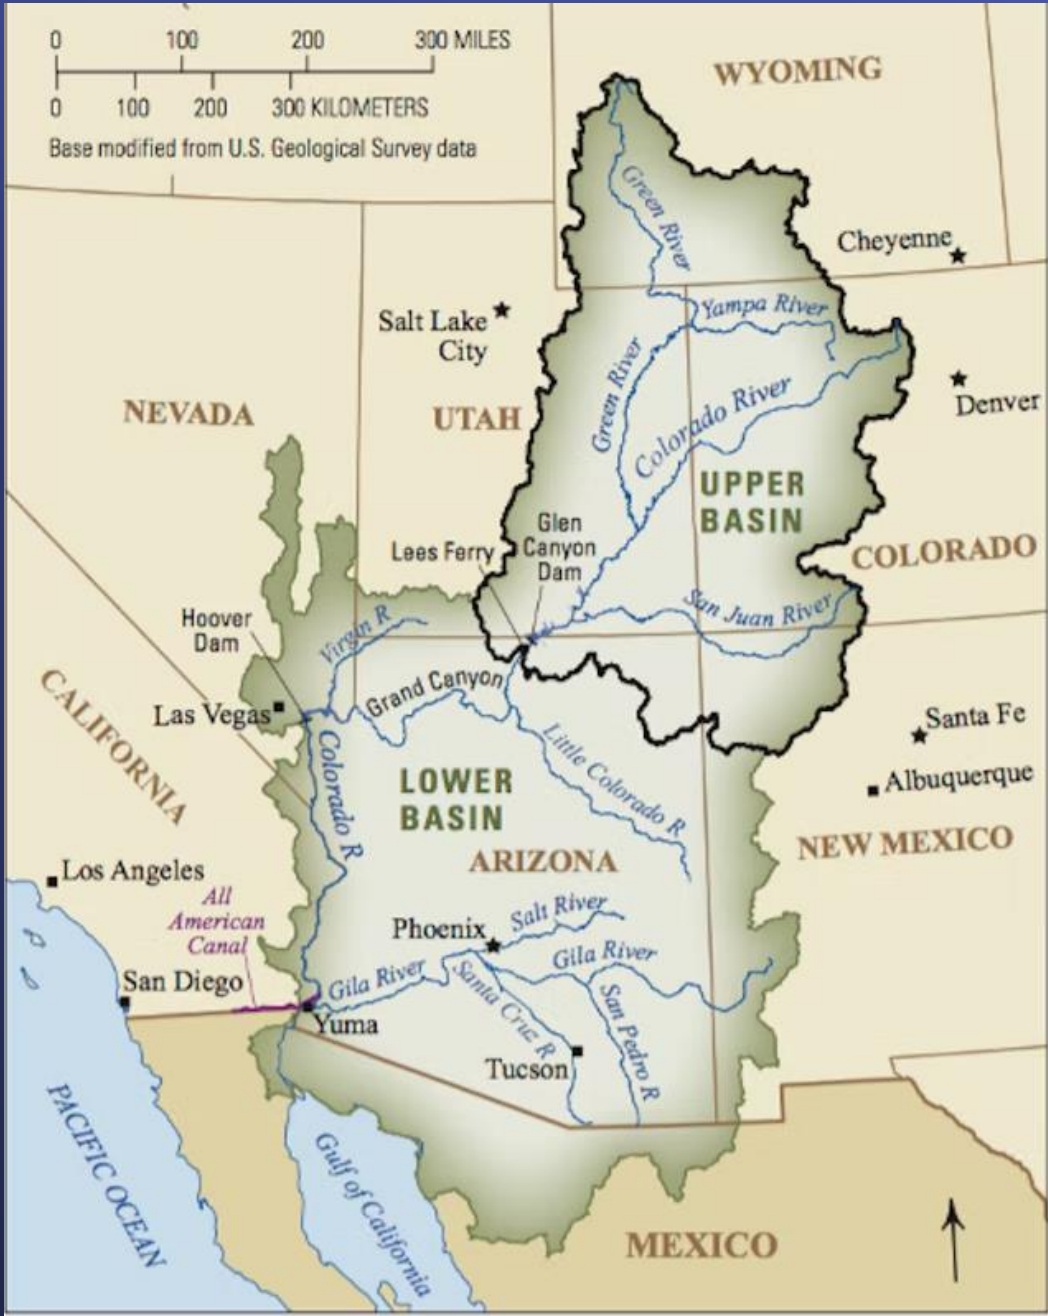 0 100 200 300 MILES
0 100 200 300 KILOMETERS
Base modified from U.S. Geological Survey data
WYOMING
Green River
Cheyenne
Yampa River
Salt Lake
City
Green River
Colorado River
Denver
NEVADA
UTAH
UPPER
BASIN
Glen
Canyon
Dam
Lees Ferry
COLORADO
San Juan River
Hoover
Dam
Virgin R
Grand Canyon
Las Vegas
CALIFORNIA
Colorado R
Little Colorado R
Santa Fe
Albuquerque
LOWER
BASIN
ARIZONA
NEW MEXICO
Los Angeles
All
American
Canal
Phoenix
Salt River
Gila River
San Diego
Gila River
Santa Cruz R
San Pedro R
Yuma
Tucson
PACIFIC OCEAN
Gulf of California
MEXICO